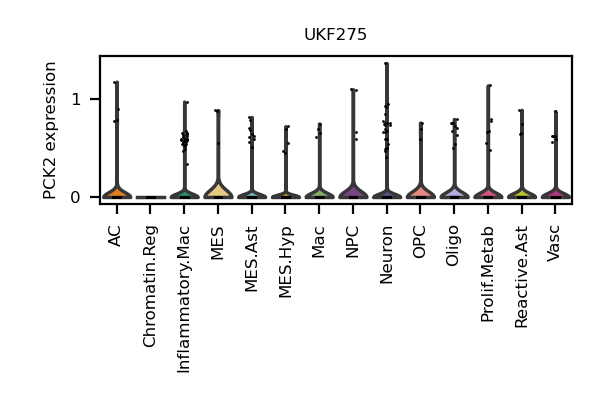 UKF275
PCK2 expression
1
0
AC
Chromatin.Reg
Inflammatory.Mac
MES
MES.Ast
MES.Hyp
Mac
NPC
Neuron
OPC
Oligo
Prolif.Metab
Reactive.Ast
Vasc